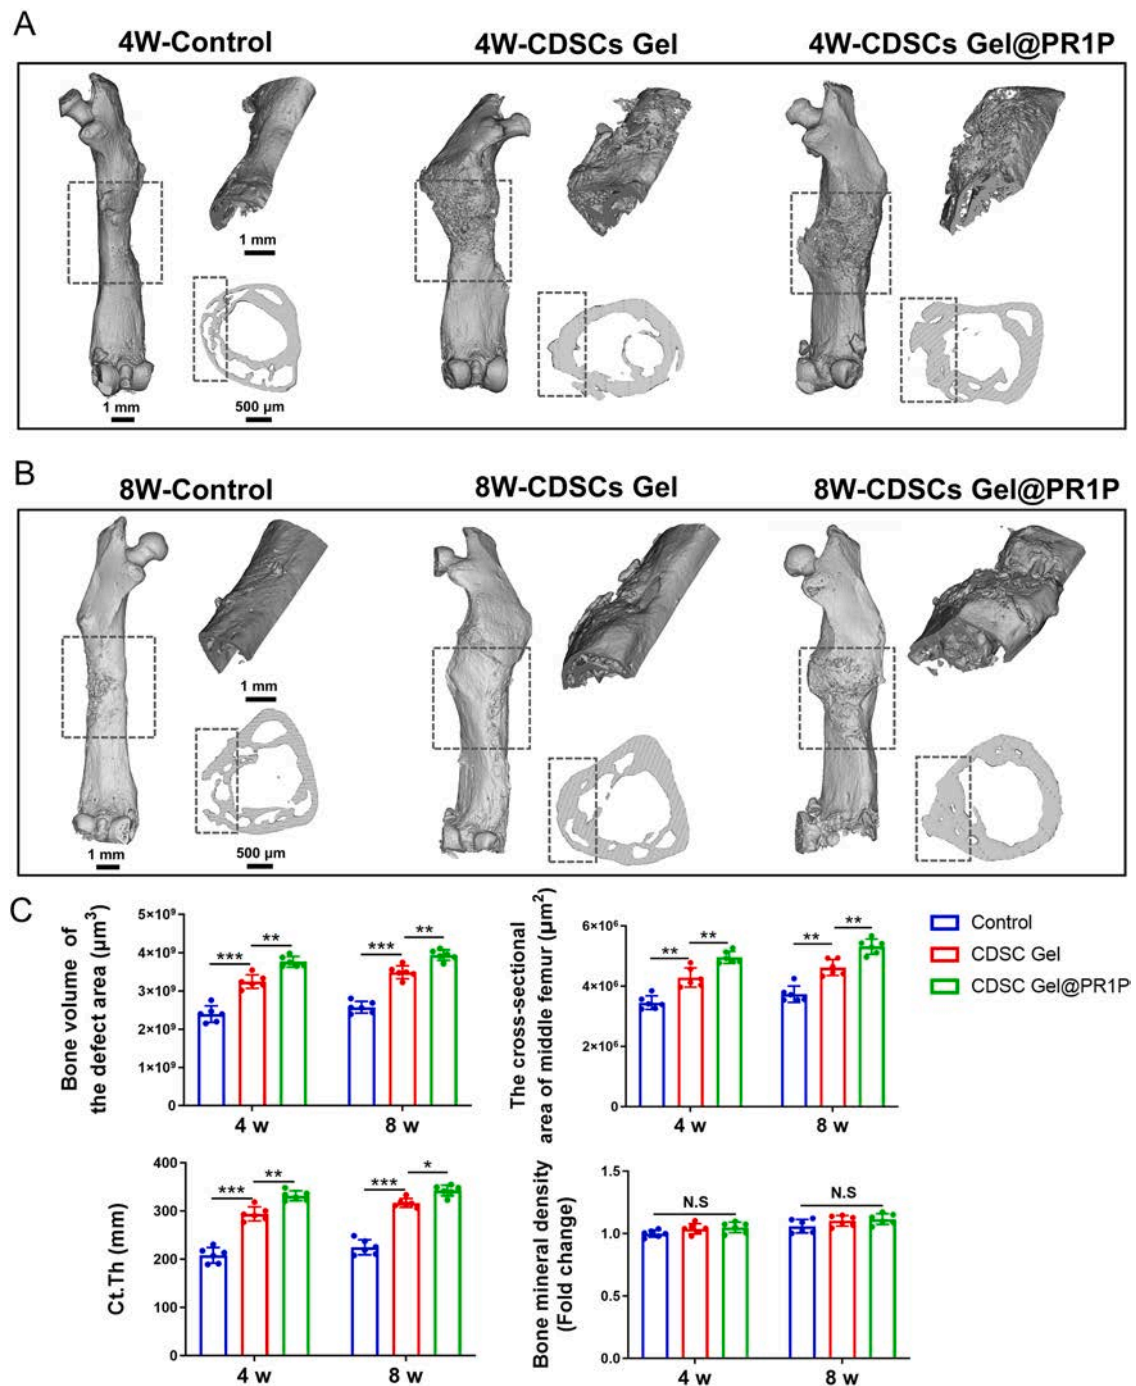 A
4W-Control
4W-CDSCs Gel
4W-CDSCs Gel@PR1P
1 mm
1 mm
500 µm
B
8W-Control
8W-CDSCs Gel
8W-CDSCs Gel@PR1P
1 mm
1 mm
500 µm
C
Bone volume of
the defect area (µm³)
5×10⁹
4×10⁹
3×10⁹
2×10⁹
1×10⁹
0
***
**
***
**
4 w
8 w
The cross-sectional
area of middle femur (µm²)
6×10⁶
4×10⁶
2×10⁶
0
**
**
**
**
4 w
8 w
Control
CDSC Gel
CDSC Gel@PR1P
Ct.Th (mm)
400
300
200
100
0
***
**
***
*
4 w
8 w
Bone mineral density
(Fold change)
1.5
1.0
0.5
0.0
N.S
N.S
4 w
8 w